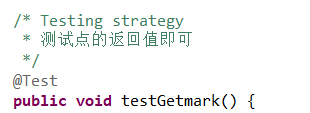 /* Testing strategy
 * 测试点的返回值即可
 */
@Test
public void testGetmark() {